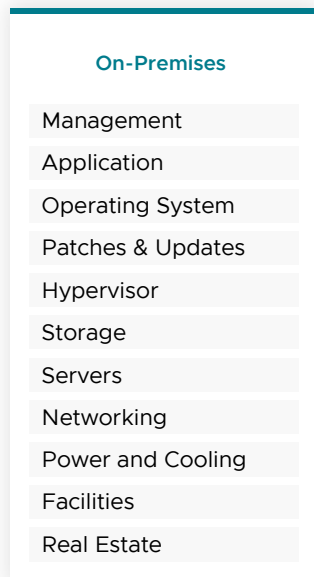 On-Premises
Management
Application
Operating System
Patches & Updates
Hypervisor
Storage
Servers
Networking
Power and Cooling
Facilities
Real Estate